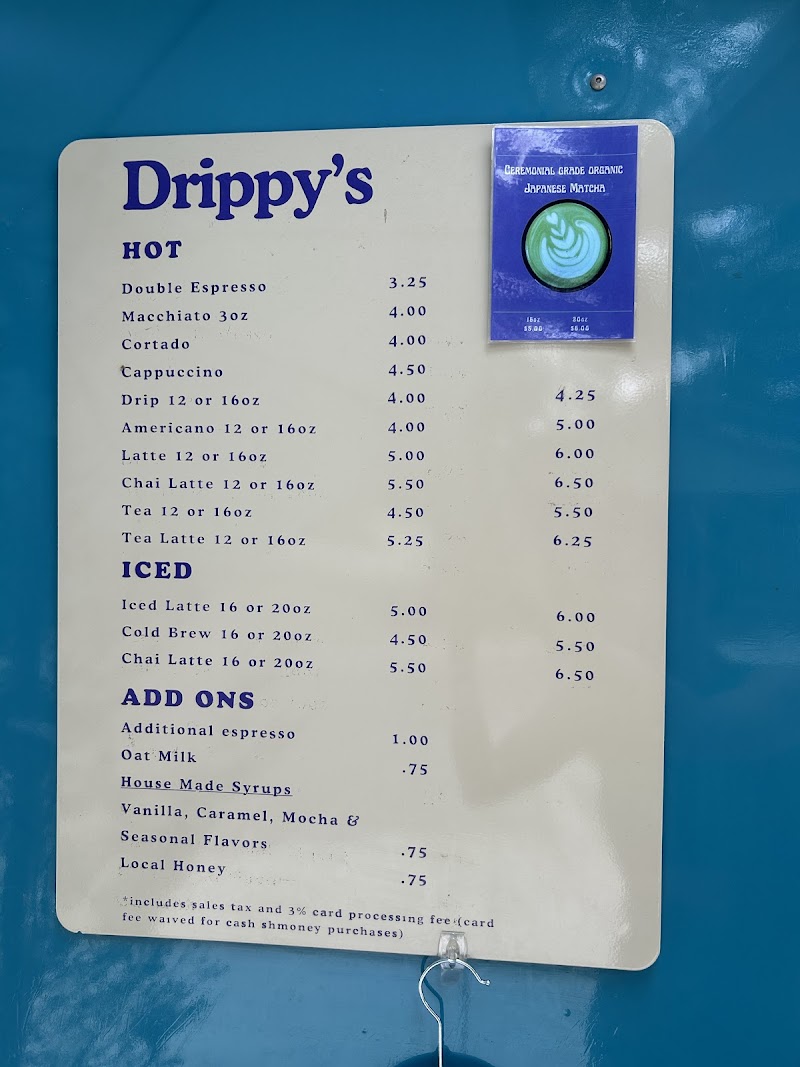 Drippy's
CEREMONIAL GRADE ORGANIC
JAPANESE MATCHA
16oz 20oz
$5.00 $6.00
HOT
Double Espresso 3.25
Macchiato 3oz 4.00
Cortado 4.00
Cappuccino 4.50
Drip 12 or 16oz 4.00 4.25
Americano 12 or 16oz 4.00 5.00
Latte 12 or 16oz 5.00 6.00
Chai Latte 12 or 16oz 5.50 6.50
Tea 12 or 16oz 4.50 5.50
Tea Latte 12 or 16oz 5.25 6.25
ICED
Iced Latte 16 or 20oz 5.00 6.00
Cold Brew 16 or 20oz 4.50 5.50
Chai Latte 16 or 20oz 5.50 6.50
ADD ONS
Additional espresso 1.00
Oat Milk .75
House Made Syrups
Vanilla, Caramel, Mocha &
Seasonal Flavors .75
Local Honey .75
*includes sales tax and 3% card processing fee (card
fee waived for cash shmoney purchases)